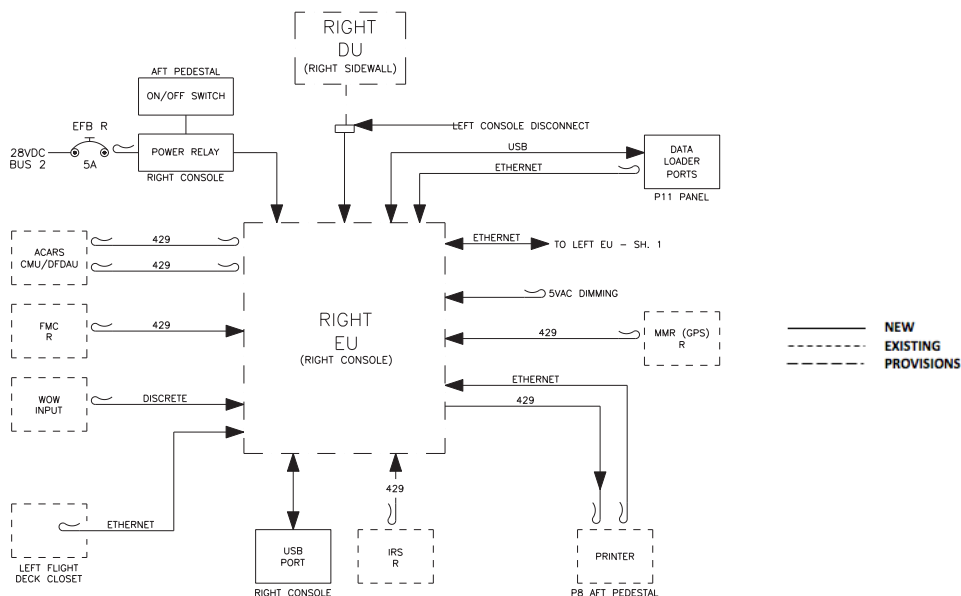 RIGHT
DU
(RIGHT SIDEWALL)
AFT PEDESTAL
ON/OFF SWITCH
EFB R
28VDC
BUS 2
5A
POWER RELAY
RIGHT CONSOLE
LEFT CONSOLE DISCONNECT
USB
ETHERNET
DATA
LOADER
PORTS
P11 PANEL
ACARS
CMU/DFDAU
429
429
ETHERNET
TO LEFT EU - SH. 1
5VAC DIMMING
FMC
R
429
RIGHT
EU
(RIGHT CONSOLE)
429
MMR (GPS)
R
NEW
EXISTING
PROVISIONS
WOW
INPUT
DISCRETE
ETHERNET
429
ETHERNET
LEFT FLIGHT
DECK CLOSET
429
USB
PORT
RIGHT CONSOLE
IRS
R
PRINTER
P8 AFT PEDESTAL